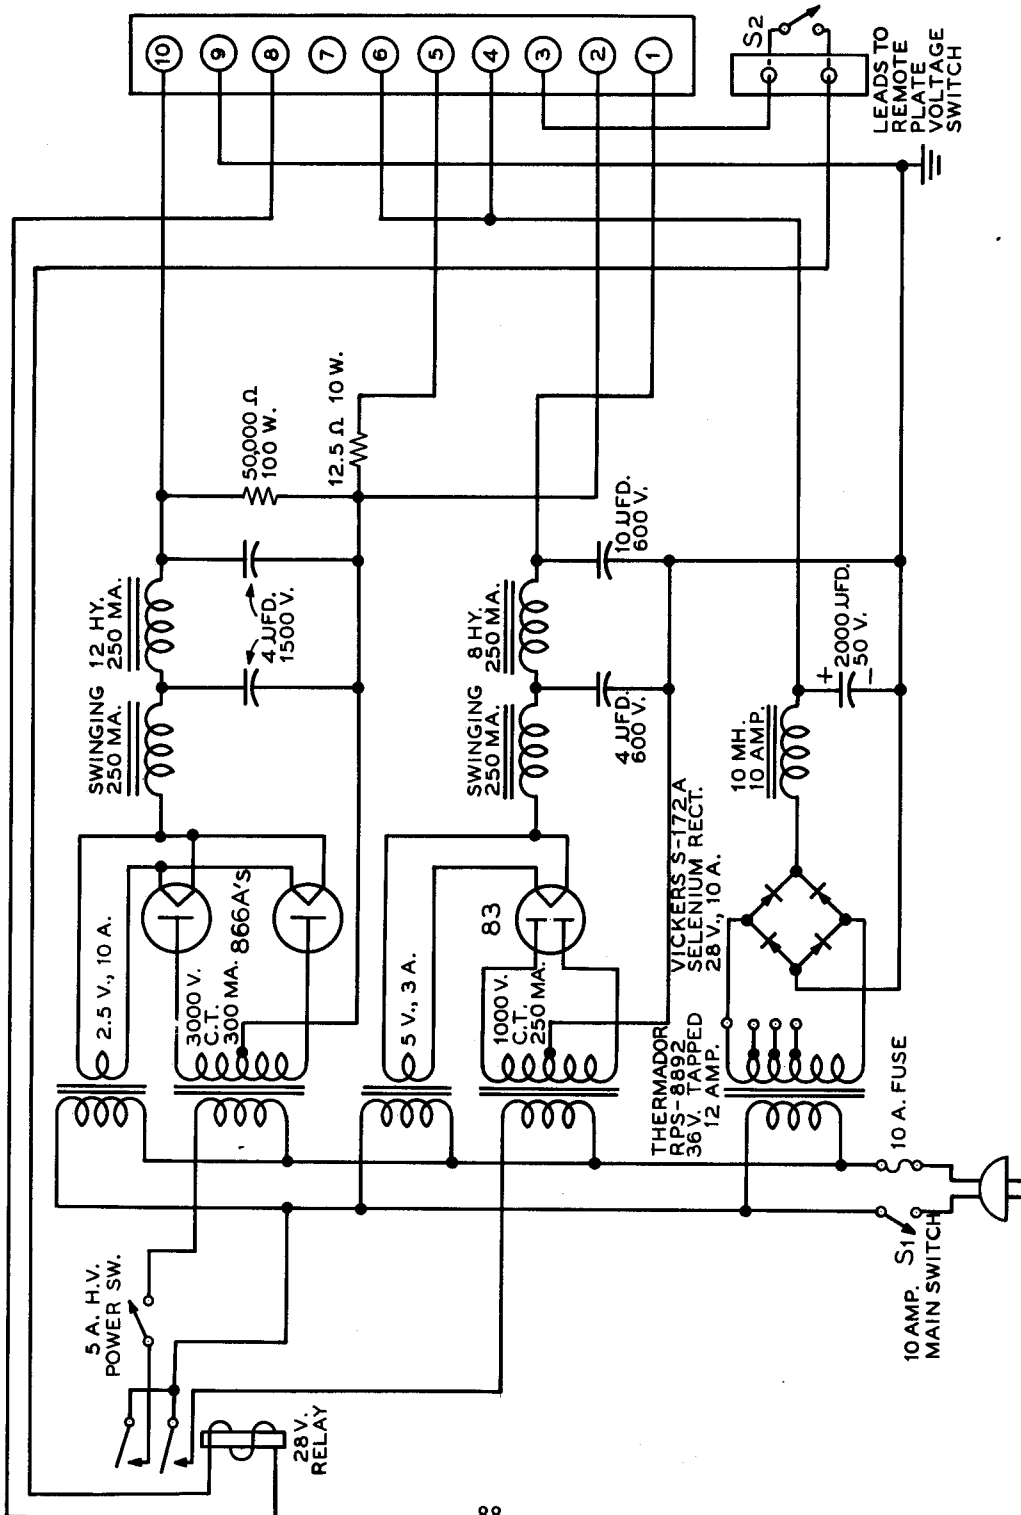 10
9
8
7
6
5
4
3
2
1
S2
LEADS TO
REMOTE
PLATE
VOLTAGE
SWITCH
50,000 Ω
100 W.
12.5 Ω 10 W.
12 HY.
250 MA.
4 µFD.
1500 V.
SWINGING
250 MA.
8 HY.
250 MA.
10 µFD.
600 V.
SWINGING
250 MA.
4 µFD.
600 V.
10 MH.
10 AMP.
+
2000 µFD.
50 V.
−
2.5 V., 10 A.
3000 V.
C.T.
300 MA.
866A's
5 V., 3 A.
83
1000 V.
C.T.
250 MA.
VICKERS S-172A
SELENIUM RECT.
28 V., 10 A.
THERMADOR
RPS-8892
36 V. TAPPED
12 AMP.
10 A. FUSE
5 A. H.V.
POWER SW.
28 V.
RELAY
10 AMP. S1
MAIN SWITCH
88